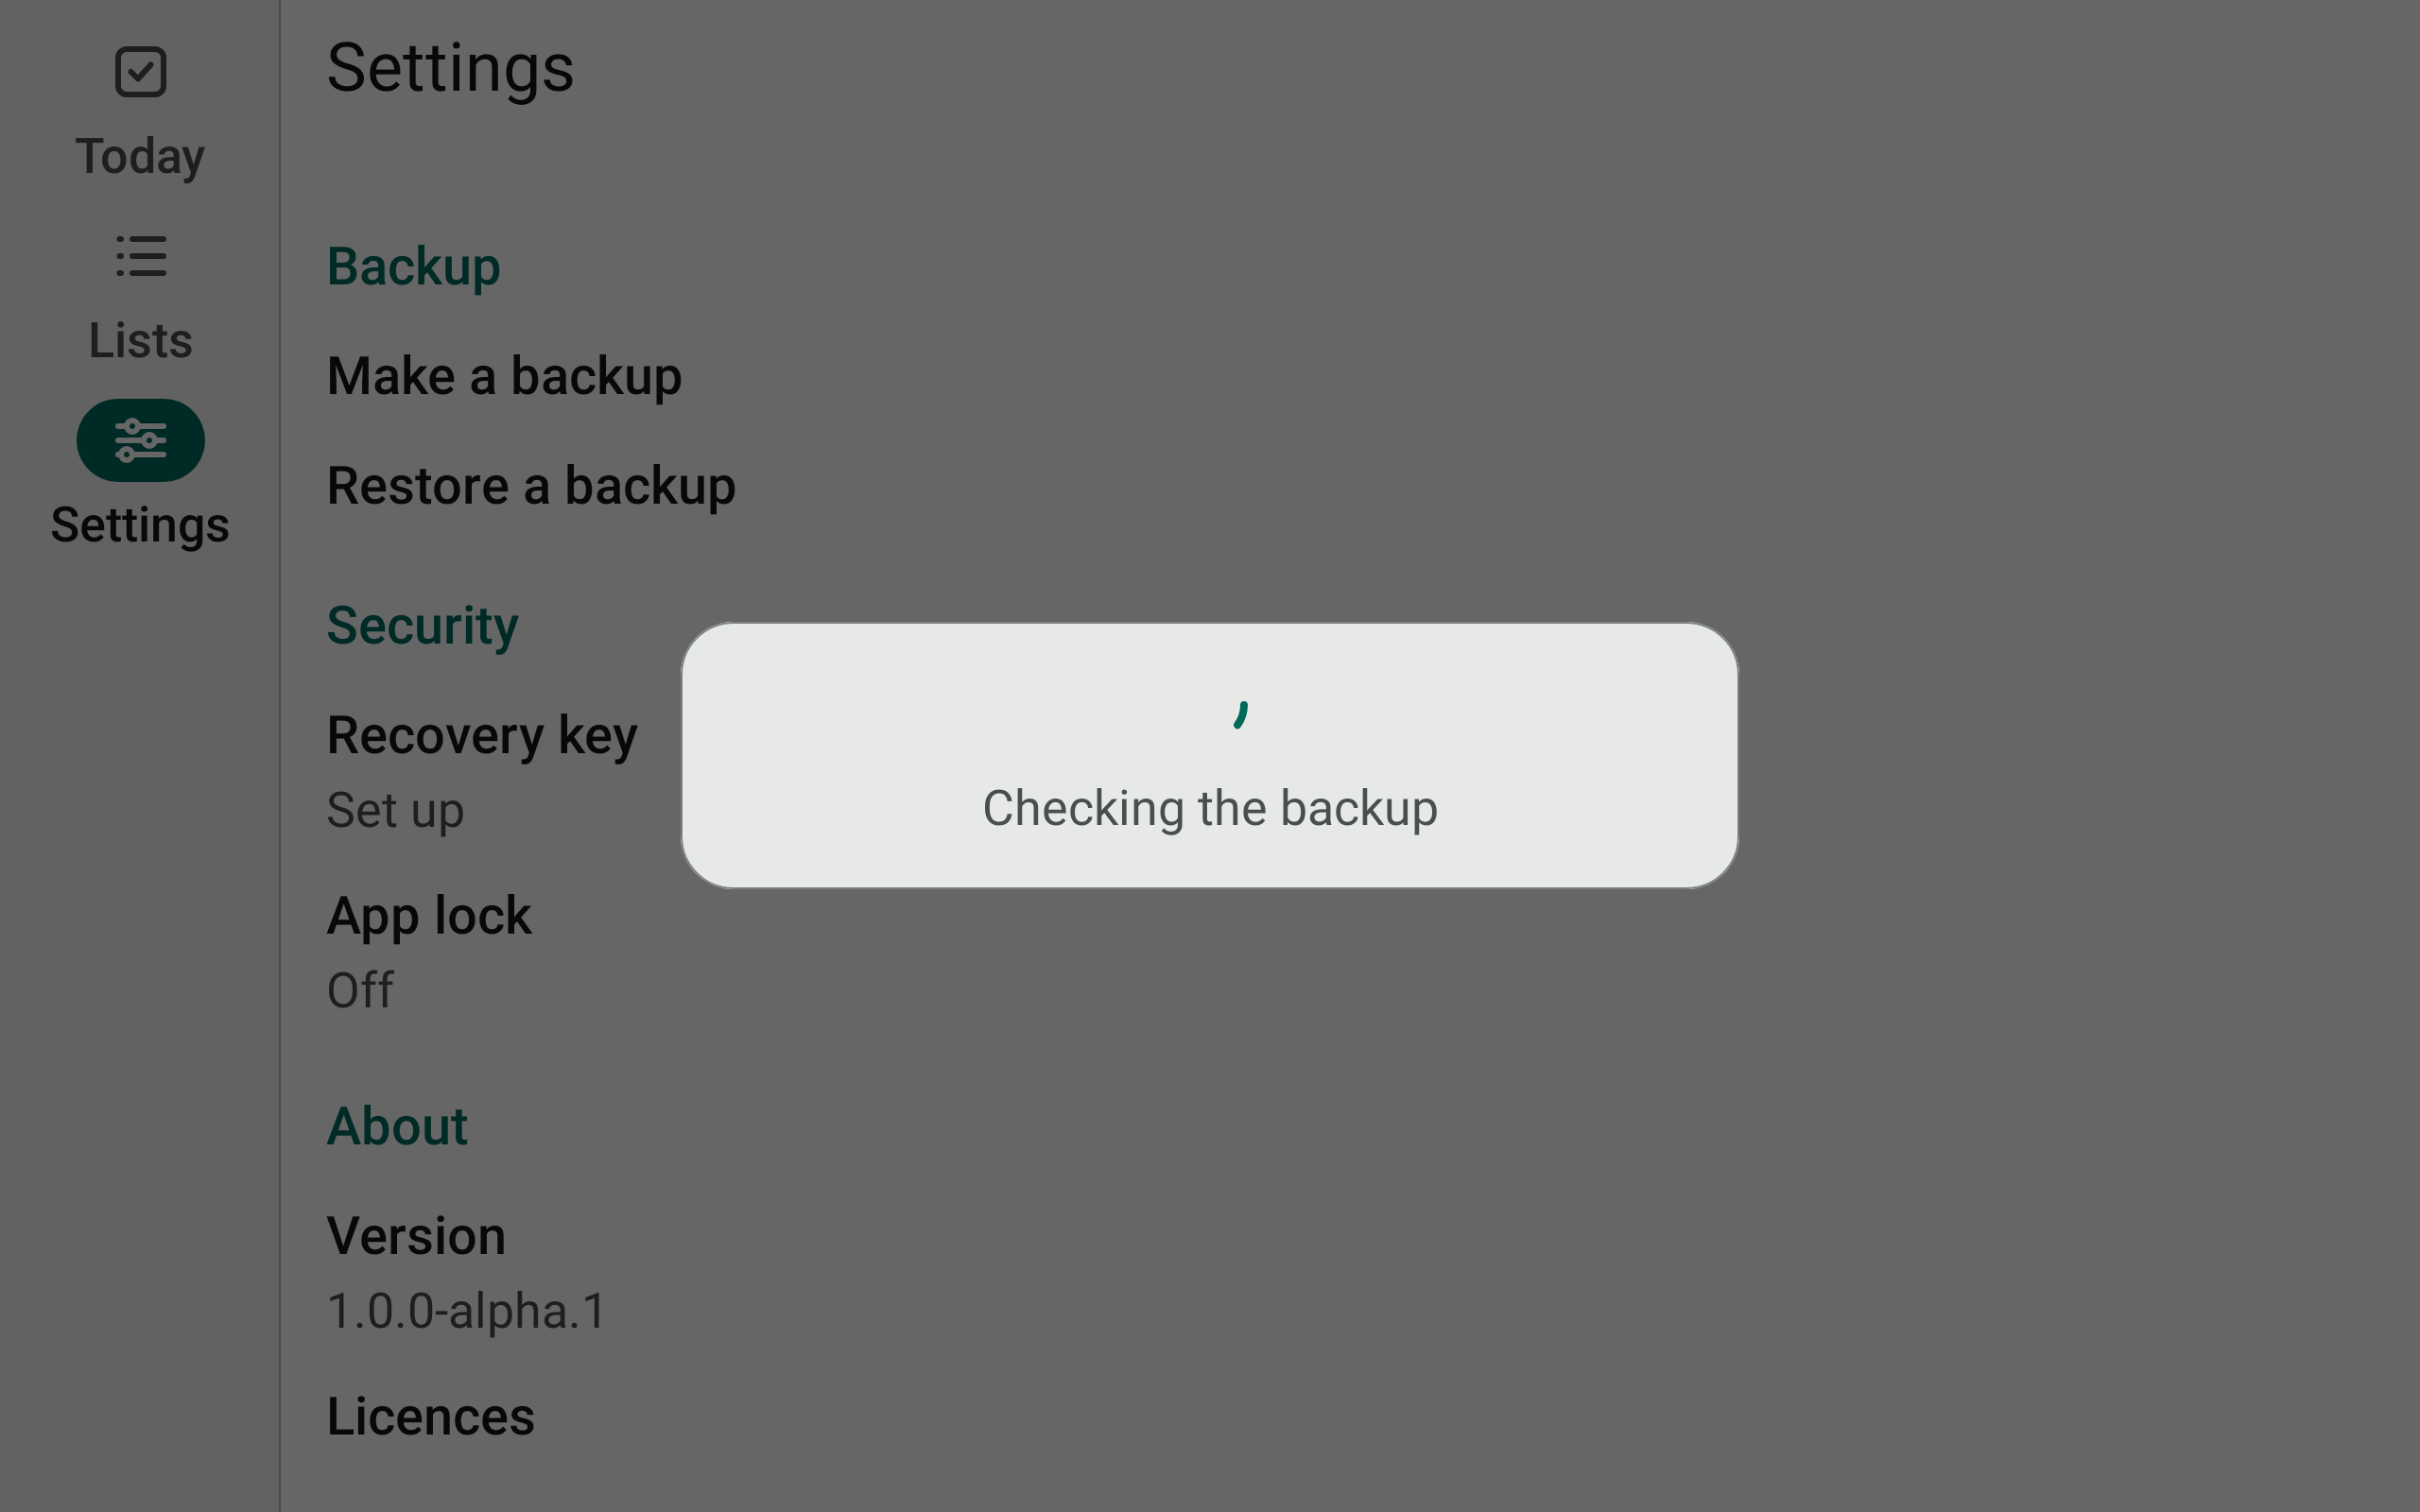 Settings
Today
Lists
Settings
Backup
Make a backup
Restore a backup
Security
Recovery key
Set up
App lock
Off
About
Version
1.0.0-alpha.1
Licences
Checking the backup